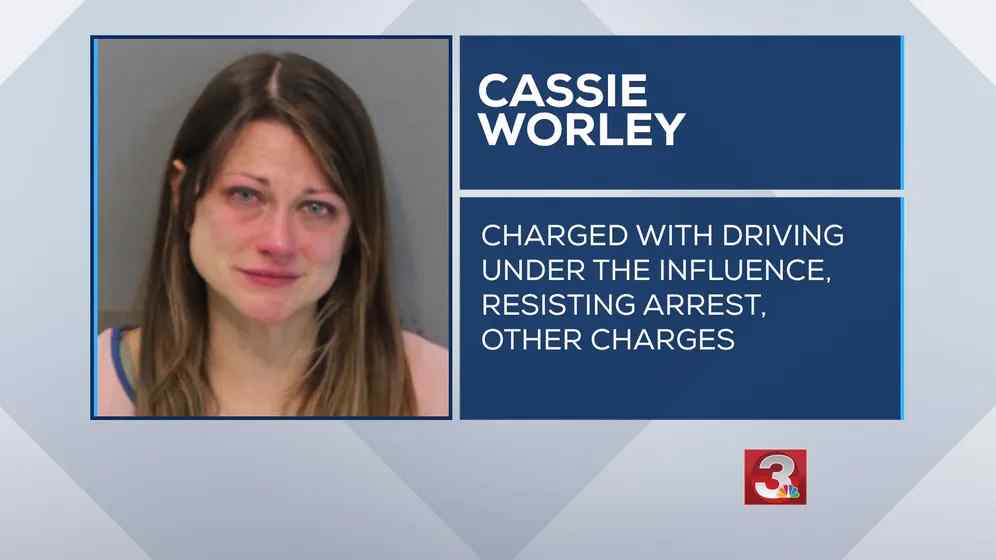 CASSIE
WORLEY
CHARGED WITH DRIVING
UNDER THE INFLUENCE,
RESISTING ARREST,
OTHER CHARGES
3